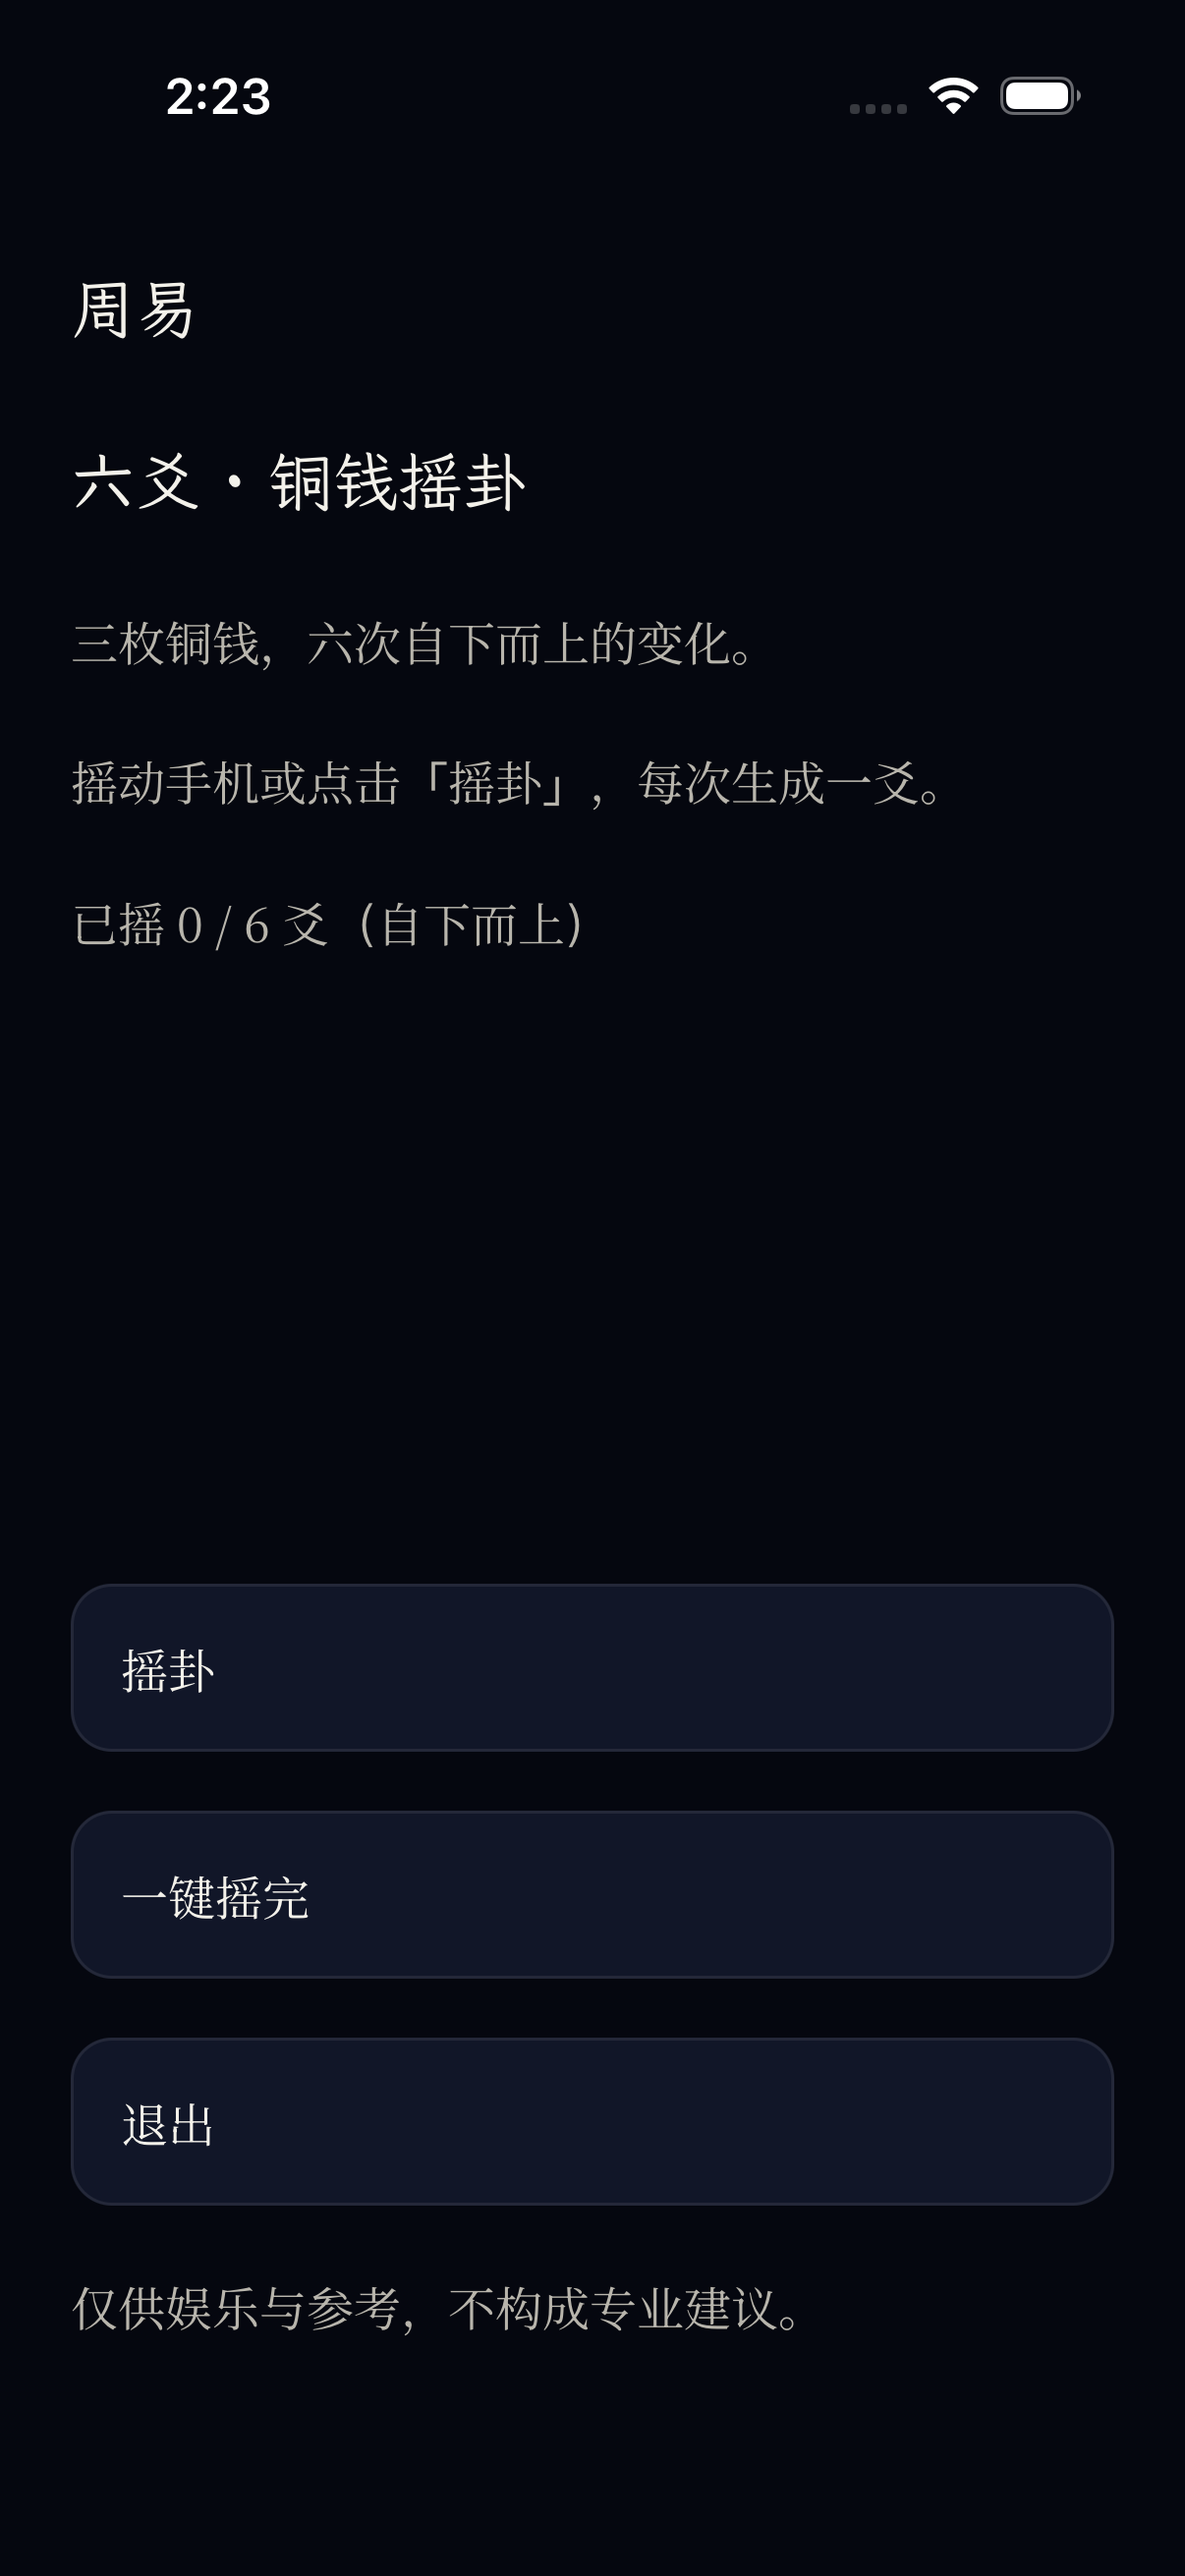 2:23
周易
六爻·铜钱摇卦
三枚铜钱，六次自下而上的变化。
摇动手机或点击「摇卦」，每次生成一爻。
已摇 0 / 6 爻（自下而上）
摇卦
一键摇完
退出
仅供娱乐与参考，不构成专业建议。